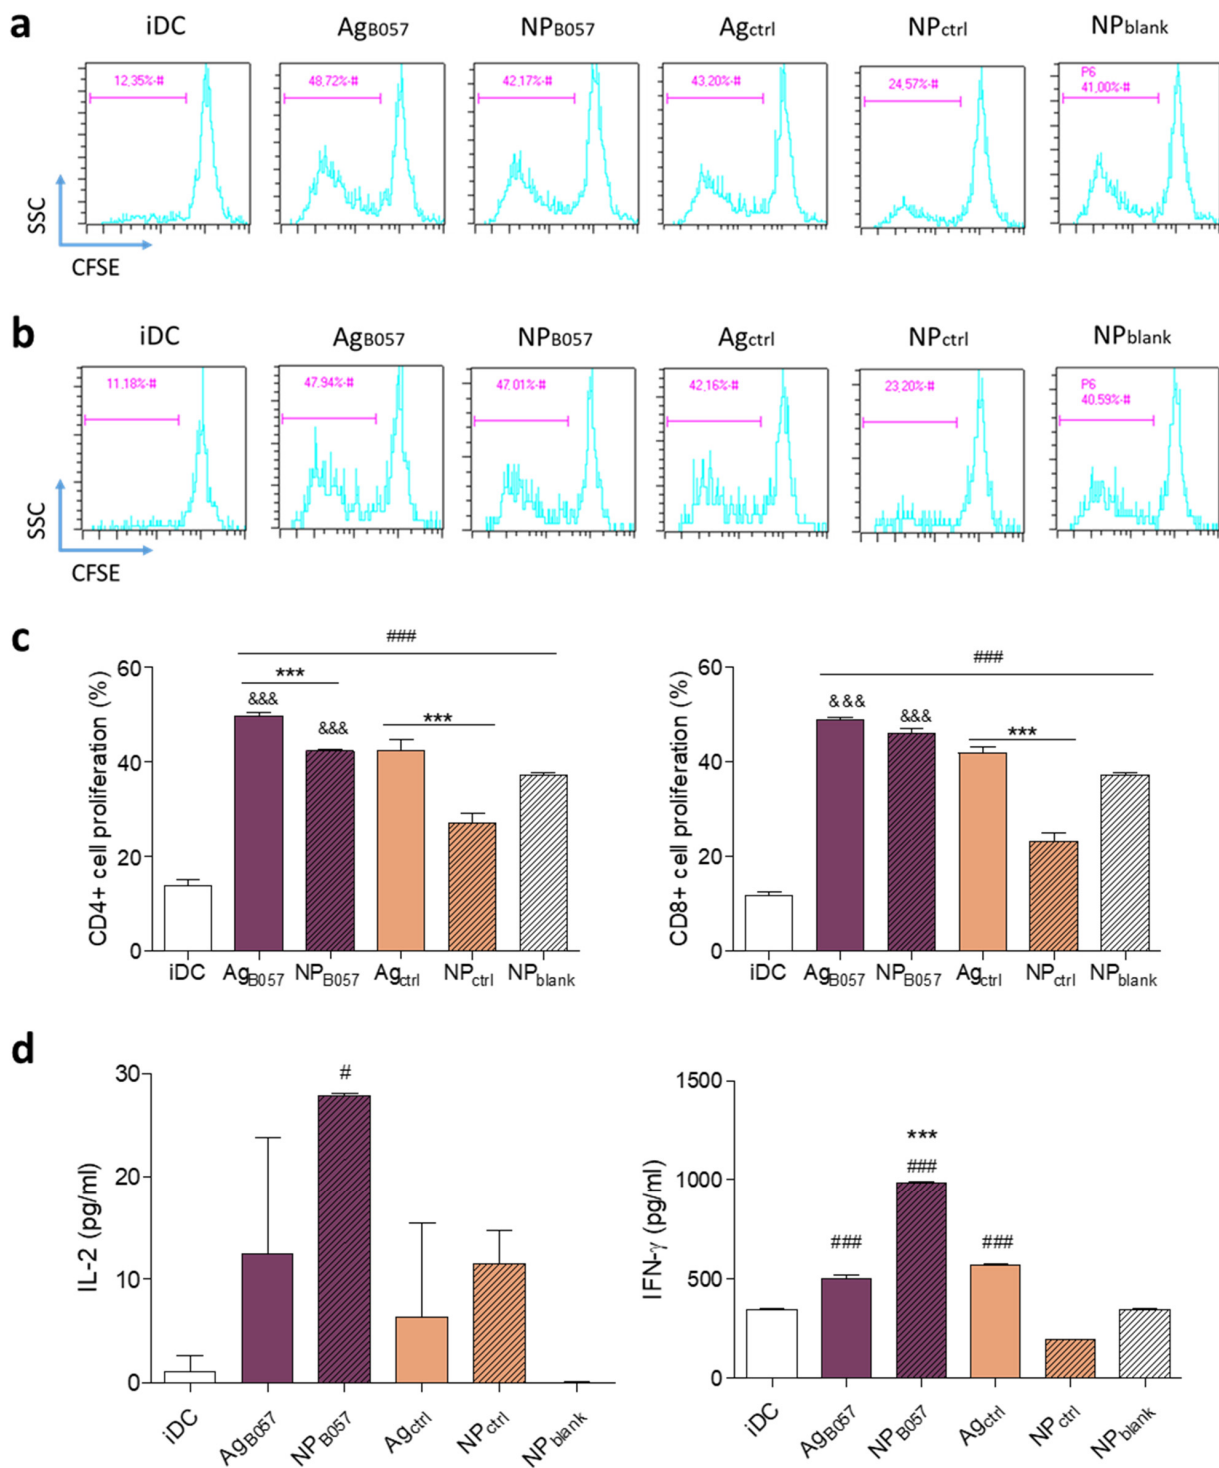 a
iDC AgB057 NPB057 Agctrl NPctrl NPblank
12,35%-# 48,72%-# 42,17%-# 43,20%-# 24,57%-# P6
41,00%-#
SSC
CFSE
b
iDC AgB057 NPB057 Agctrl NPctrl NPblank
11,18%-# 47,94%-# 47,01%-# 42,16%-# 23,20%-# P6
40,59%-#
SSC
CFSE
c
###
***
&&&
&&&
***
CD4+ cell proliferation (%)
60
40
20
0
iDC AgB057 NPB057 Agctrl NPctrl NPblank
###
&&&
&&&
***
CD8+ cell proliferation (%)
60
40
20
0
iDC AgB057 NPB057 Agctrl NPctrl NPblank
d
#
IL-2 (pg/ml)
30
20
10
0
iDC AgB057 NPB057 Agctrl NPctrl NPblank
***
###
###
###
IFN-γ (pg/ml)
1500
1000
500
0
iDC AgB057 NPB057 Agctrl NPctrl NPblank